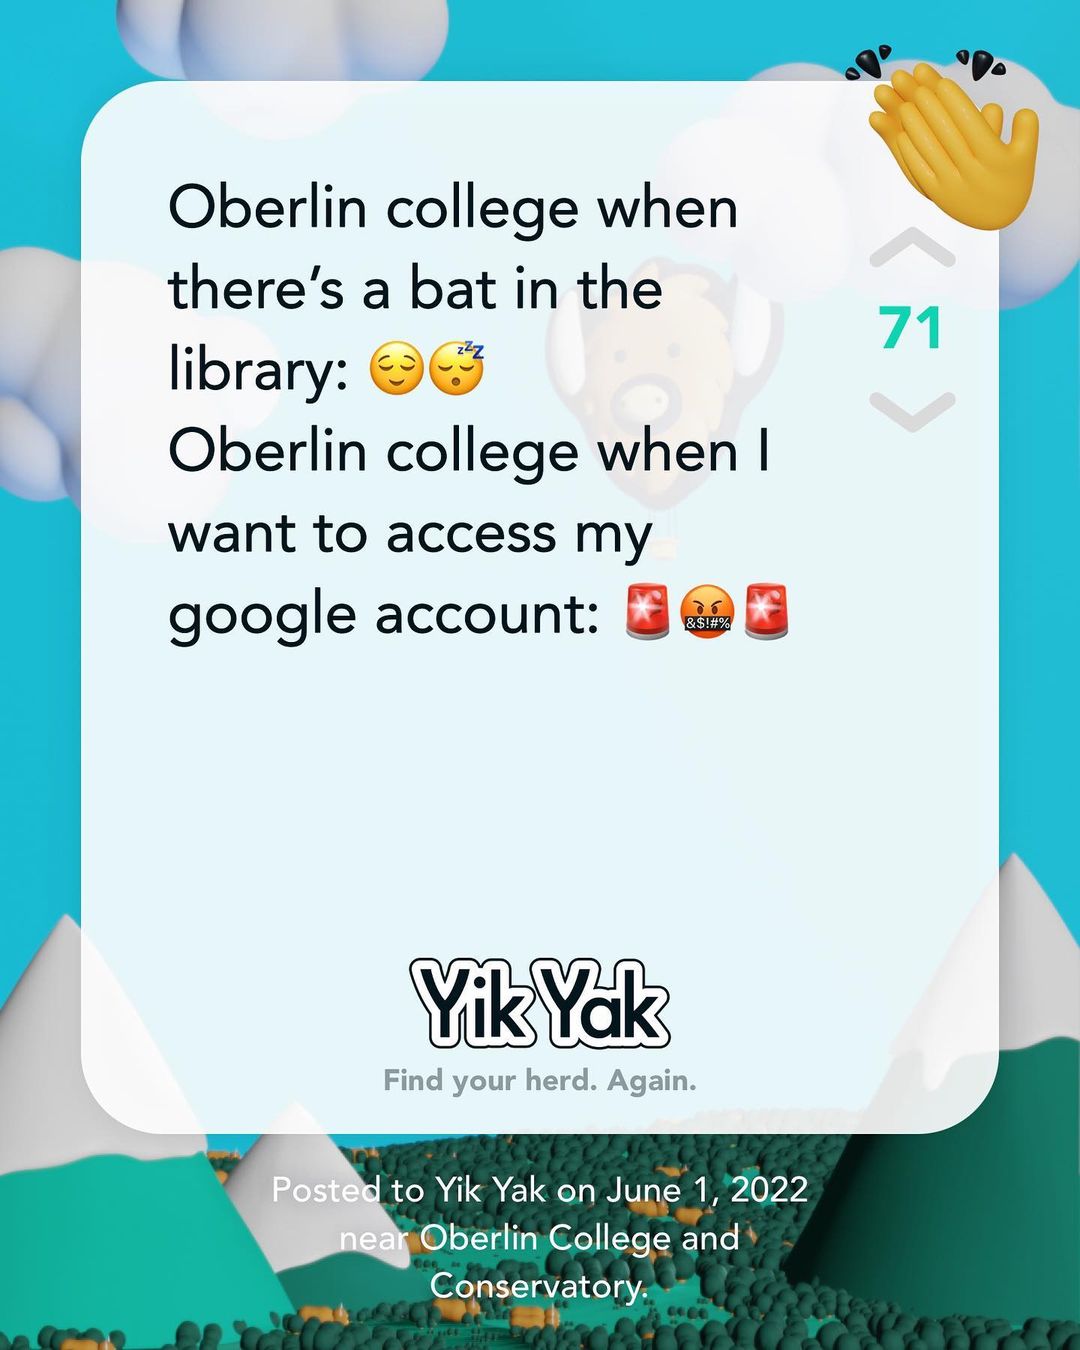 Oberlin college when
there’s a bat in the
library: 😌😴
Oberlin college when I
want to access my
google account: 🚨🤬🚨
71
Yik Yak
Find your herd. Again.
Posted to Yik Yak on June 1, 2022
near Oberlin College and
Conservatory.